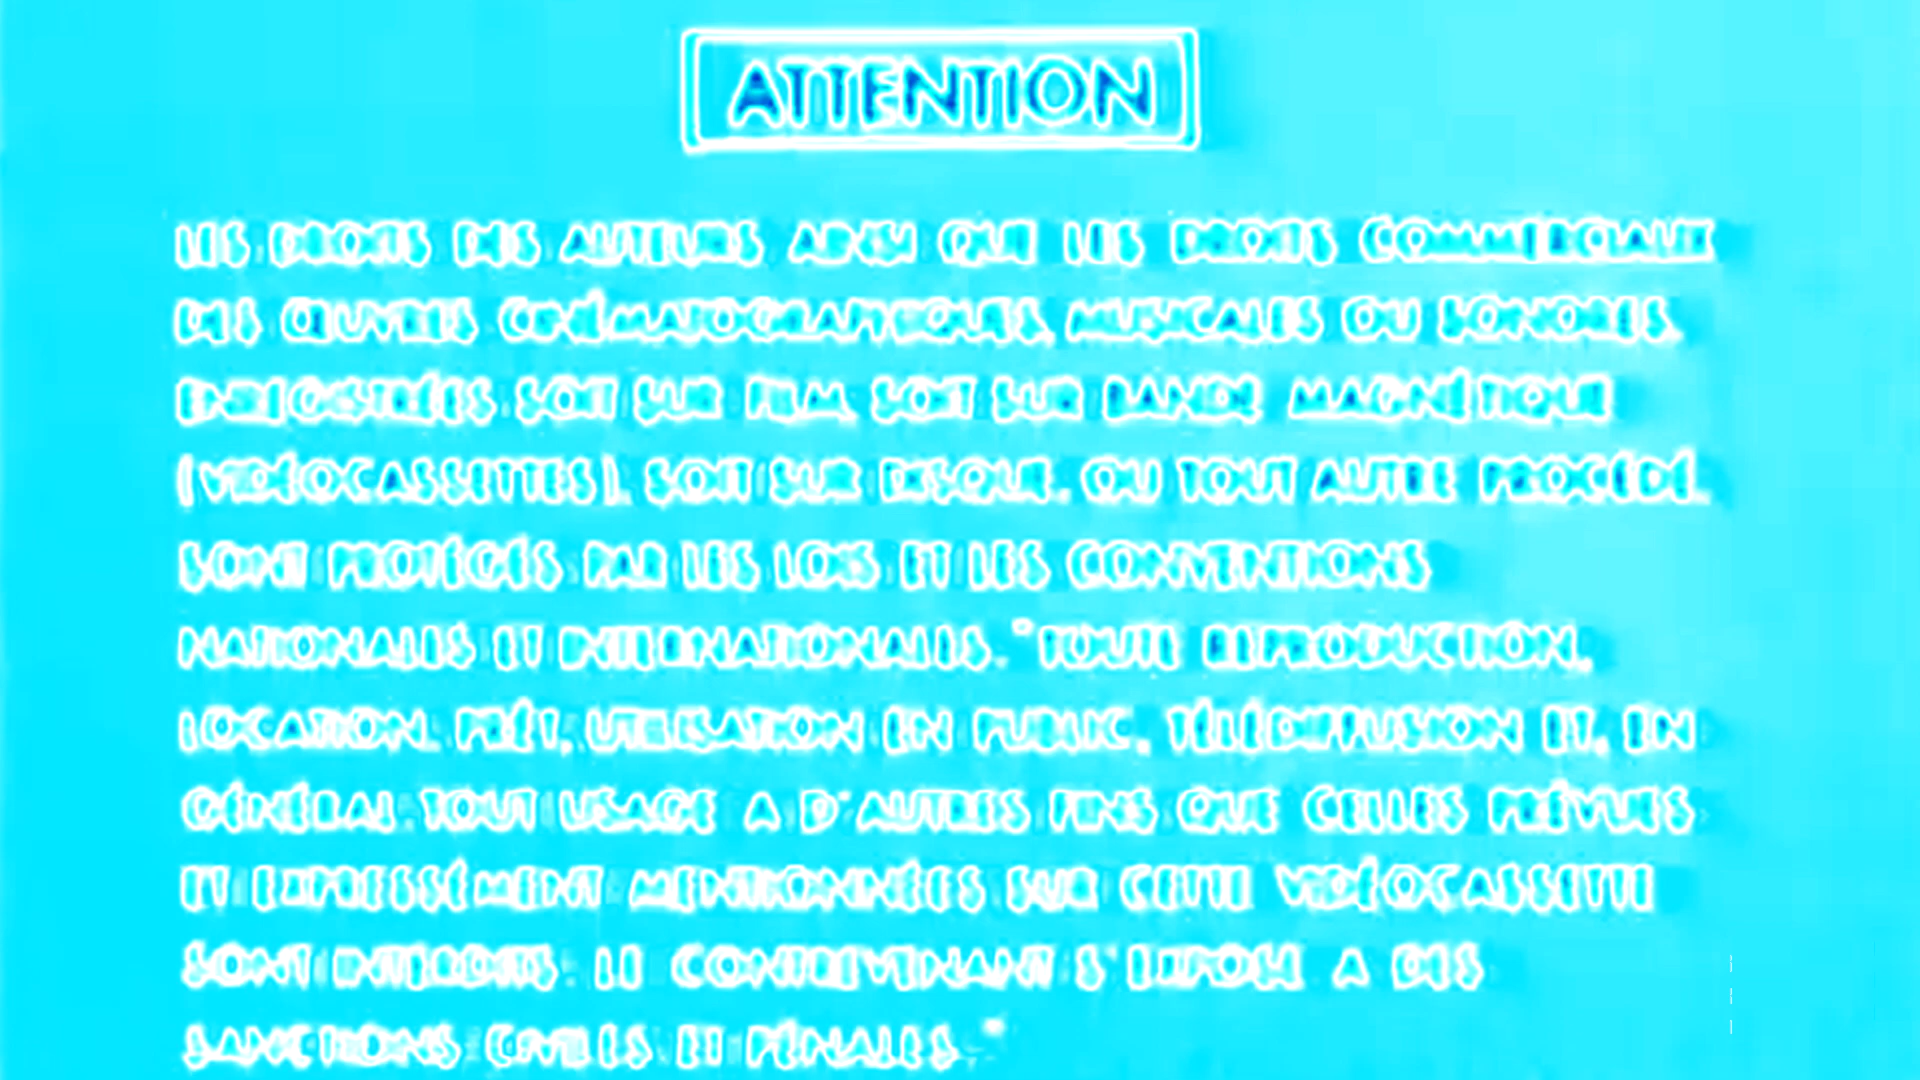 ATTENTION
LES DROITS DES AUTEURS AINSI QUE LES DROITS COMMERCIAUX
DES ŒUVRES CINÉMATOGRAPHIQUES, MUSICALES OU SONORES,
ENREGISTRÉES SOIT SUR FILM, SOIT SUR BANDE MAGNÉTIQUE
(VIDÉOCASSETTES), SOIT SUR DISQUE, OU TOUT AUTRE PROCÉDÉ,
SONT PROTÉGÉS PAR LES LOIS ET LES CONVENTIONS
NATIONALES ET INTERNATIONALES. "TOUTE REPRODUCTION,
LOCATION, PRÊT, UTILISATION EN PUBLIC, TÉLÉDIFFUSION ET, EN
GÉNÉRAL TOUT USAGE A D'AUTRES FINS QUE CELLES PRÉVUES
ET EXPRESSÉMENT MENTIONNÉES SUR CETTE VIDÉOCASSETTE
SONT INTERDITS. LE CONTREVENANT S'EXPOSE A DES
SANCTIONS CIVILES ET PÉNALES."